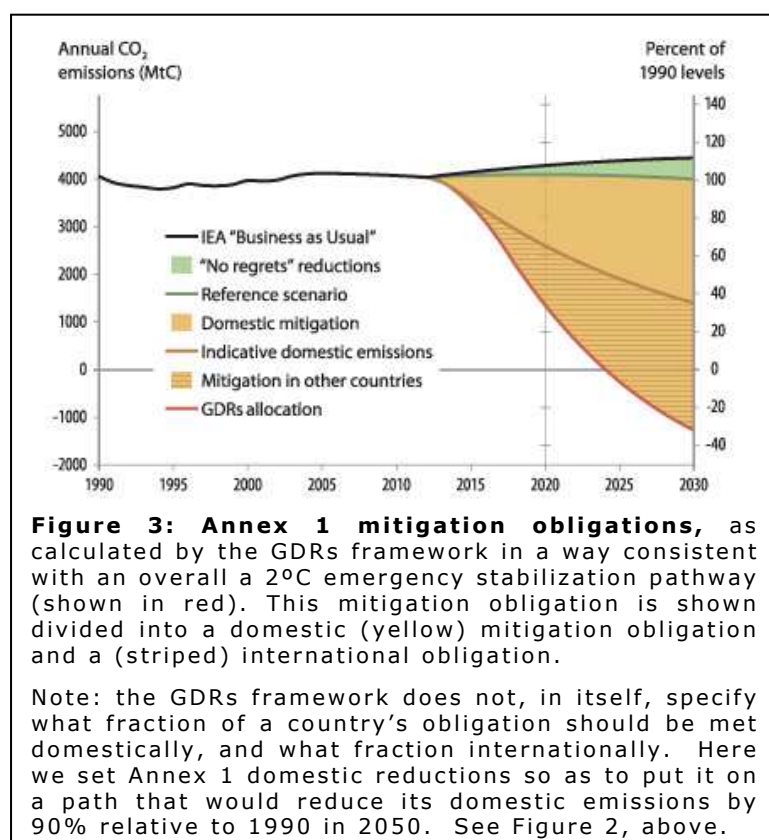 Annual CO₂
emissions (MtC)
Percent of
1990 levels
5000
4000
3000
2000
1000
0
-1000
-2000
140
120
100
80
60
40
20
0
-20
-40
IEA "Business as Usual"
"No regrets" reductions
Reference scenario
Domestic mitigation
Indicative domestic emissions
Mitigation in other countries
GDRs allocation
1990 1995 2000 2005 2010 2015 2020 2025 2030
Figure 3: Annex 1 mitigation obligations, as
calculated by the GDRs framework in a way consistent
with an overall a 2ºC emergency stabilization pathway
(shown in red). This mitigation obligation is shown
divided into a domestic (yellow) mitigation obligation
and a (striped) international obligation.
Note: the GDRs framework does not, in itself, specify
what fraction of a country's obligation should be met
domestically, and what fraction internationally. Here
we set Annex 1 domestic reductions so as to put it on
a path that would reduce its domestic emissions by
90% relative to 1990 in 2050. See Figure 2, above.